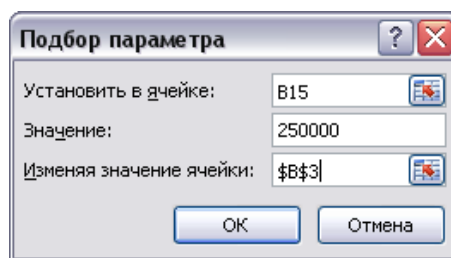 Подбор параметра
Установить в ячейке: B15
Значение: 250000
Изменяя значение ячейки: $B$3
ОК Отмена